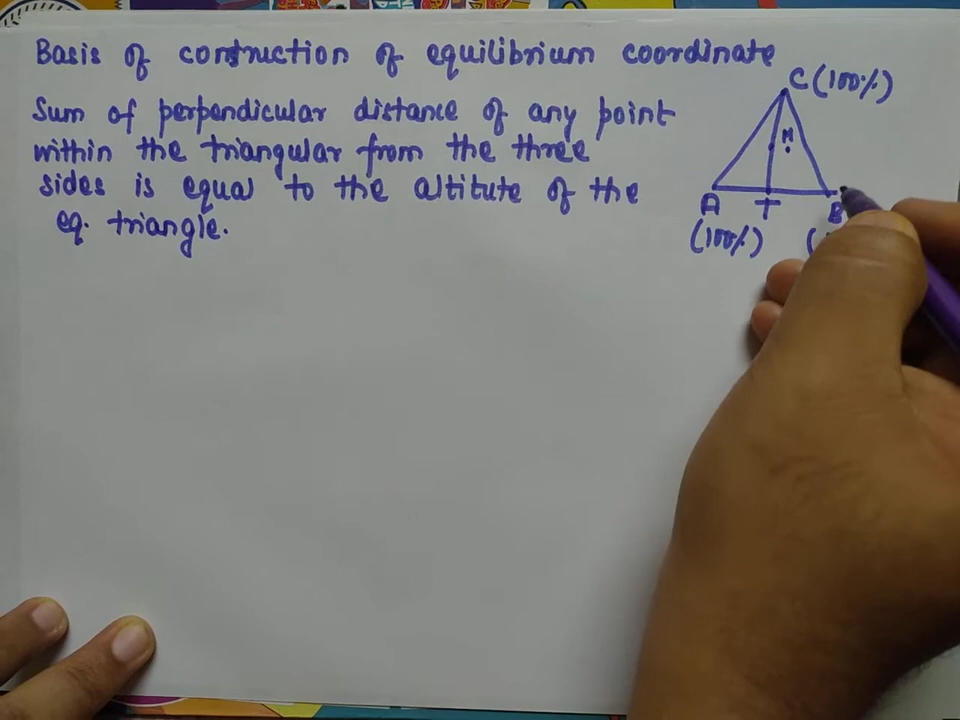 Basis of construction of equilibrium coordinate
Sum of perpendicular distance of any point
within the triangular from the three
sides is equal to the altitute of the
eq. triangle.
C (100%)
M
A T B
(100%) (